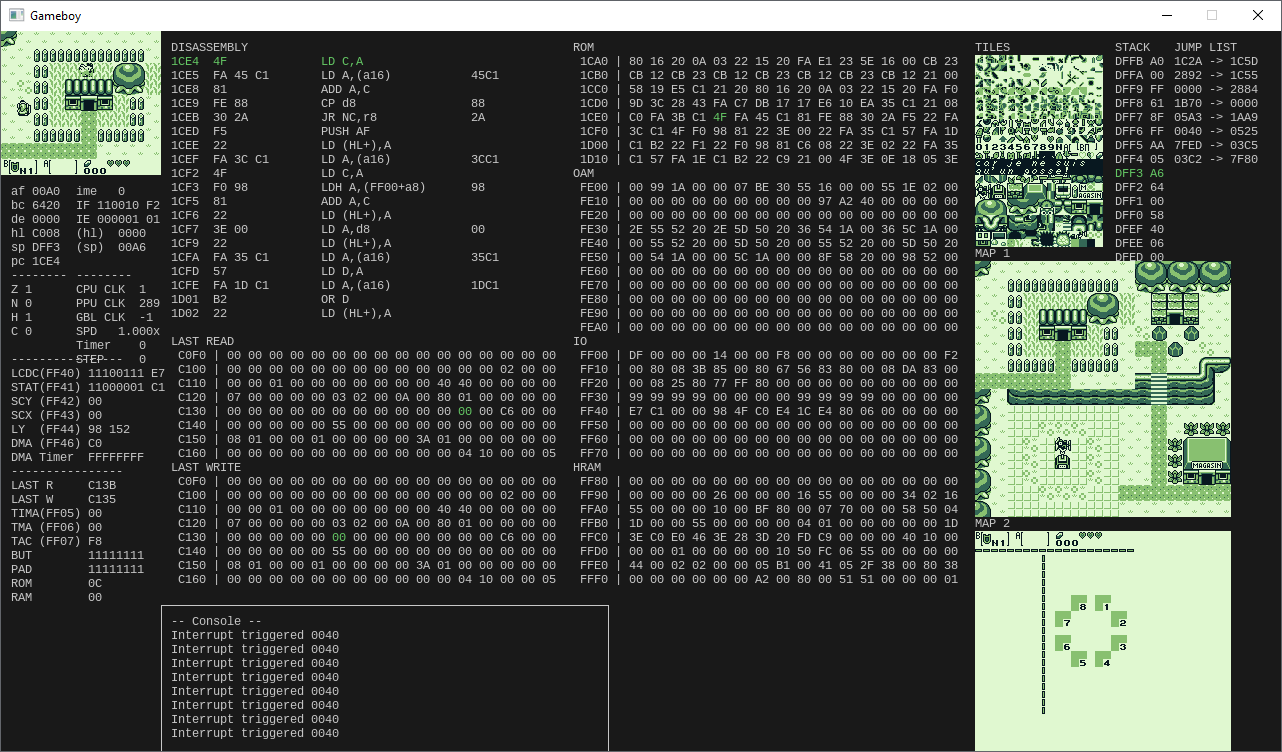 Gameboy
DISASSEMBLY
1CE4 4F LD C,A
1CE5 FA 45 C1 LD A,(a16) 45C1
1CE8 81 ADD A,C
1CE9 FE 88 CP d8 88
1CEB 30 2A JR NC,r8 2A
1CED F5 PUSH AF
1CEE 22 LD (HL+),A
1CEF FA 3C C1 LD A,(a16) 3CC1
1CF2 4F LD C,A
1CF3 F0 98 LDH A,(FF00+a8) 98
1CF5 81 ADD A,C
1CF6 22 LD (HL+),A
1CF7 3E 00 LD A,d8 00
1CF9 22 LD (HL+),A
1CFA FA 35 C1 LD A,(a16) 35C1
1CFD 57 LD D,A
1CFE FA 1D C1 LD A,(a16) 1DC1
1D01 B2 OR D
1D02 22 LD (HL+),A
LAST READ
C0F0 | 00 00 00 00 00 00 00 00 00 00 00 00 00 00 00 00
C100 | 00 00 00 00 00 00 00 00 00 00 00 00 00 02 00 00
C110 | 00 00 01 00 00 00 00 00 00 00 40 40 00 00 00 00
C120 | 07 00 00 00 00 03 02 00 0A 00 80 01 00 00 00 00
C130 | 00 00 00 00 00 00 00 00 00 00 00 00 00 C6 00 00
C140 | 00 00 00 00 00 55 00 00 00 00 00 00 00 00 00 00
C150 | 08 01 00 00 01 00 00 00 00 3A 01 00 00 00 00 00
C160 | 00 00 00 00 00 00 00 00 00 00 00 04 10 00 00 05
LAST WRITE
C0F0 | 00 00 00 00 00 00 00 00 00 00 00 00 00 00 00 00
C100 | 00 00 00 00 00 00 00 00 00 00 00 00 00 02 00 00
C110 | 00 00 01 00 00 00 00 00 00 00 40 40 00 00 00 00
C120 | 07 00 00 00 00 03 02 00 0A 00 80 01 00 00 00 00
C130 | 00 00 00 00 00 00 00 00 00 00 00 00 00 C6 00 00
C140 | 00 00 00 00 00 55 00 00 00 00 00 00 00 00 00 00
C150 | 08 01 00 00 01 00 00 00 00 3A 01 00 00 00 00 00
C160 | 00 00 00 00 00 00 00 00 00 00 00 04 10 00 00 05
ROM
1CA0 | 80 16 20 0A 03 22 15 20 FA E1 23 5E 16 00 CB 23
1CB0 | CB 12 CB 23 CB 12 CB 23 CB 12 CB 23 CB 12 21 00
1CC0 | 58 19 E5 C1 21 20 80 16 20 0A 03 22 15 20 FA F0
1CD0 | 9D 3C 28 43 FA C7 DB 17 17 E6 10 EA 35 C1 21 08
1CE0 | C0 FA 3B C1 4F FA 45 C1 81 FE 88 30 2A F5 22 FA
1CF0 | 3C C1 4F F0 98 81 22 3E 00 22 FA 35 C1 57 FA 1D
1D00 | C1 B2 22 F1 22 F0 98 81 C6 08 22 3E 02 22 FA 35
1D10 | C1 57 FA 1E C1 B2 22 C9 21 00 4F 3E 0E 18 05 3E
OAM
FE00 | 00 99 1A 00 00 07 BE 30 55 16 00 00 55 1E 02 00
FE10 | 00 00 00 00 00 00 00 00 00 00 00 97 A2 40 00 00
FE20 | 00 00 00 00 00 00 00 00 00 00 00 00 00 00 00 00
FE30 | 2E 55 52 20 2E 5D 50 20 36 54 1A 00 36 5C 1A 00
FE40 | 00 55 52 20 00 5D 50 20 00 55 52 20 00 5D 50 20
FE50 | 00 54 1A 00 00 5C 1A 00 00 8F 58 20 00 98 52 00
FE60 | 00 00 00 00 00 00 00 00 00 00 00 00 00 00 00 00
FE70 | 00 00 00 00 00 00 00 00 00 00 00 00 00 00 00 00
FE80 | 00 00 00 00 00 00 00 00 00 00 00 00 00 00 00 00
FE90 | 00 00 00 00 00 00 00 00 00 00 00 00 00 00 00 00
FEA0 | 00 00 00 00 00 00 00 00 00 00 00 00 00 00 00 00
IO
FF00 | DF 00 00 00 14 00 00 F8 00 00 00 00 00 00 00 F2
FF10 | 00 00 08 3B 85 00 80 67 56 83 80 00 08 DA 83 00
FF20 | 00 08 25 80 77 FF 80 00 00 00 00 00 00 00 00 00
FF30 | 99 99 99 99 00 00 00 00 99 99 99 99 00 00 00 00
FF40 | E7 C1 00 00 98 4F C0 E4 1C E4 80 06 00 00 00 00
FF50 | 00 00 00 00 00 00 00 00 00 00 00 00 00 00 00 00
FF60 | 00 00 00 00 00 00 00 00 00 00 00 00 00 00 00 00
FF70 | 00 00 00 00 00 00 00 00 00 00 00 00 00 00 00 00
HRAM
FF80 | 00 00 00 00 00 00 00 00 00 00 00 00 00 00 00 00
FF90 | 00 00 00 00 26 00 00 00 16 55 00 00 00 34 02 16
FFA0 | 55 00 00 00 10 00 BF 80 00 07 70 00 00 58 50 04
FFB0 | 1D 00 00 55 00 00 00 00 04 01 00 00 00 00 00 1D
FFC0 | 3E C0 E0 46 3E 28 3D 20 FD C9 00 00 00 40 10 00
FFD0 | 00 00 01 00 00 00 00 10 50 FC 06 55 00 00 00 00
FFE0 | 44 00 02 02 00 00 05 B1 00 41 05 2F 38 00 80 38
FFF0 | 00 00 00 00 00 00 A2 00 80 00 51 51 00 00 00 01
TILES
0123456789
car je ne suis
qu'un posse
MAGASIN
STACK JUMP LIST
DFFB A0 1C2A -> 1C5D
DFFA 00 2892 -> 1C55
DFF9 FF 0000 -> 2884
DFF8 61 1B70 -> 0000
DFF7 8F 05A3 -> 1AA9
DFF6 FF 0040 -> 0525
DFF5 AA 7FED -> 03C5
DFF4 05 03C2 -> 7F80
DFF3 A6
DFF2 64
DFF1 00
DFF0 58
DFEF 40
DFEE 06
DFED 00
MAP 1
MAGASIN
MAP 2
B[ N1] A[ ] 000
8 1
7 2
6 3
5 4
B[ N1] A[ ] 000
af 00A0 ime 0
bc 6420 IF 110010 F2
de 0000 IE 000001 01
hl C008 (hl) 0000
sp DFF3 (sp) 00A6
pc 1CE4
-------- --------
Z 1 CPU CLK 1
N 0 PPU CLK 289
H 1 GBL CLK -1
C 0 SPD 1.000x
Timer 0
STEP 0
----------------
LCDC(FF40) 11100111 E7
STAT(FF41) 11000001 C1
SCY (FF42) 00
SCX (FF43) 00
LY (FF44) 98 152
DMA (FF46) C0
DMA Timer FFFFFFFF
----------------
LAST R C13B
LAST W C135
TIMA(FF05) 00
TMA (FF06) 00
TAC (FF07) F8
BUT 11111111
PAD 11111111
ROM 0C
RAM 00
-- Console --
Interrupt triggered 0040
Interrupt triggered 0040
Interrupt triggered 0040
Interrupt triggered 0040
Interrupt triggered 0040
Interrupt triggered 0040
Interrupt triggered 0040
Interrupt triggered 0040